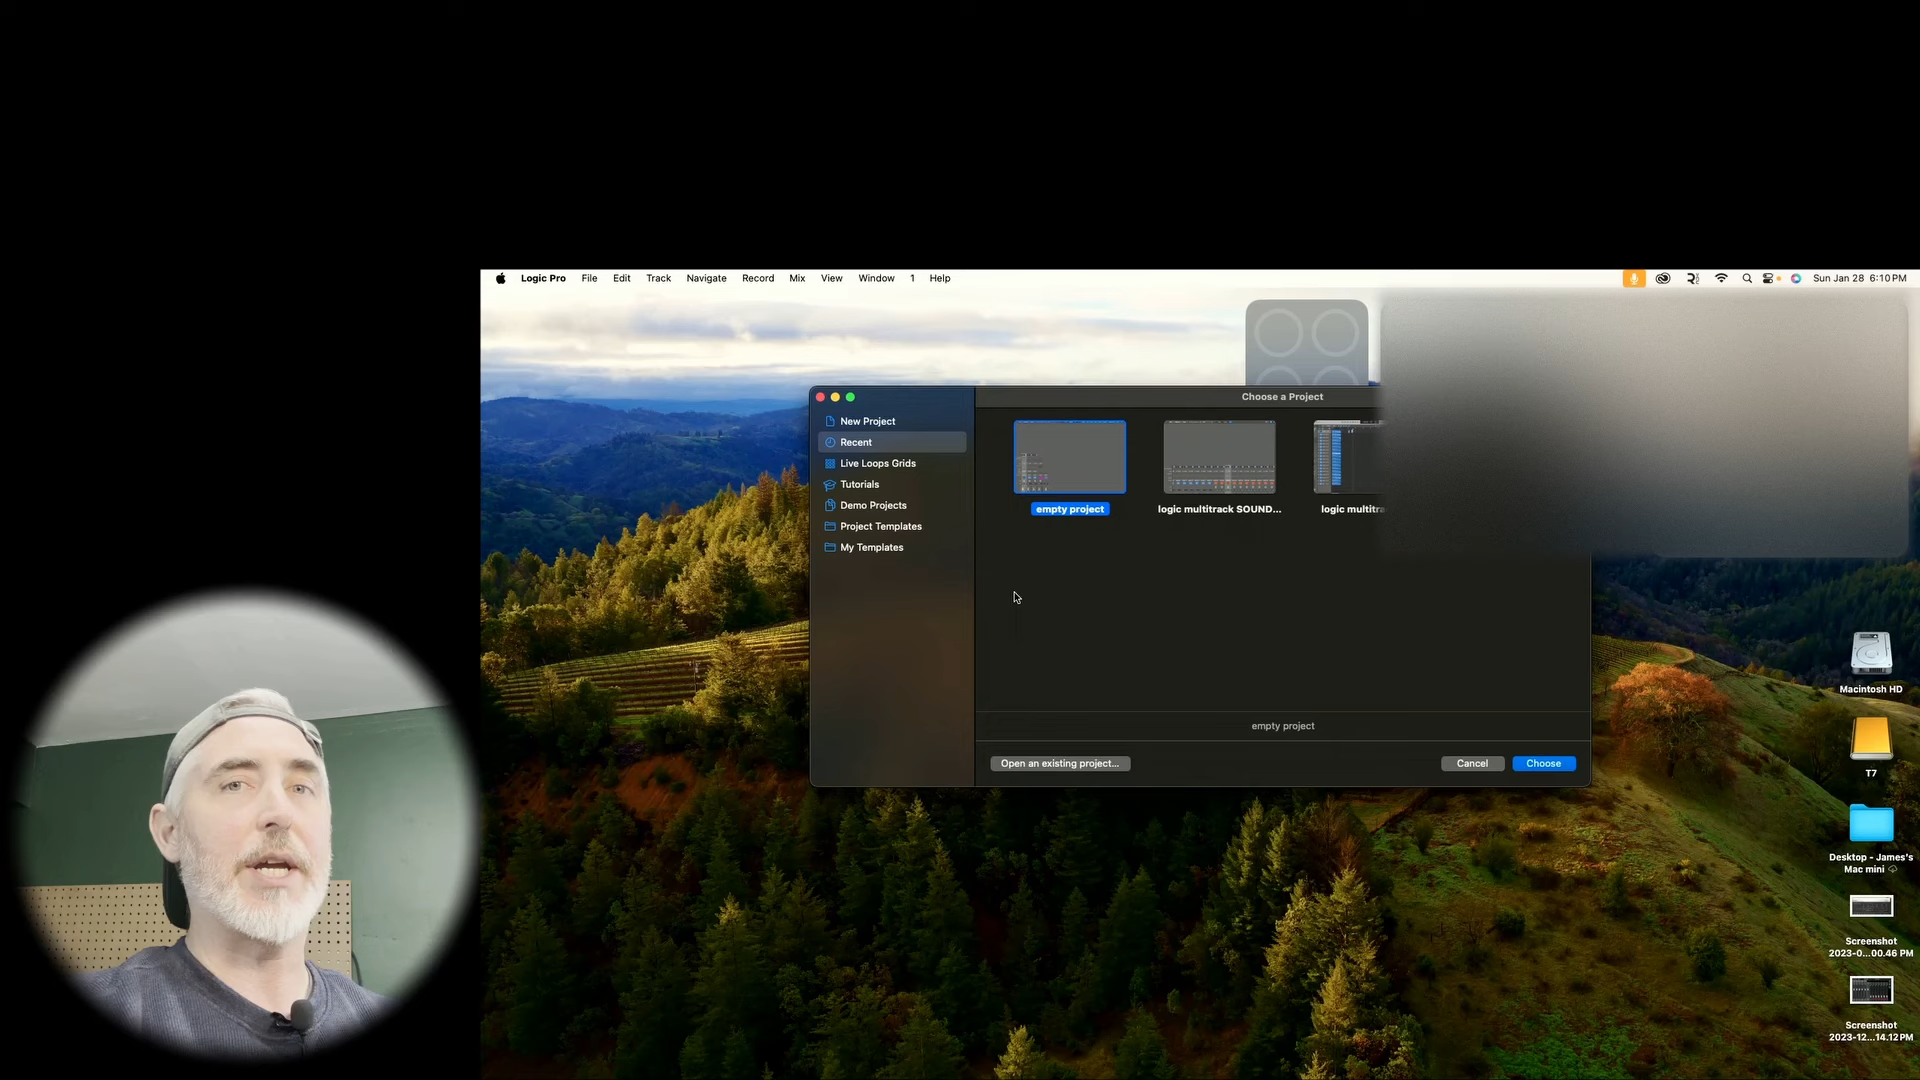 Logic Pro File Edit Track Navigate Record Mix View Window 1 Help
Sun Jan 28 6:10 PM
Choose a Project
New Project
Recent
Live Loops Grids
Tutorials
Demo Projects
Project Templates
My Templates
empty project
logic multitrack SOUND...
logic multitra
empty project
Open an existing project...
Cancel
Choose
Macintosh HD
T7
Desktop - James's
Mac mini
Screenshot
2023-0...00.46 PM
Screenshot
2023-12...14.12 PM